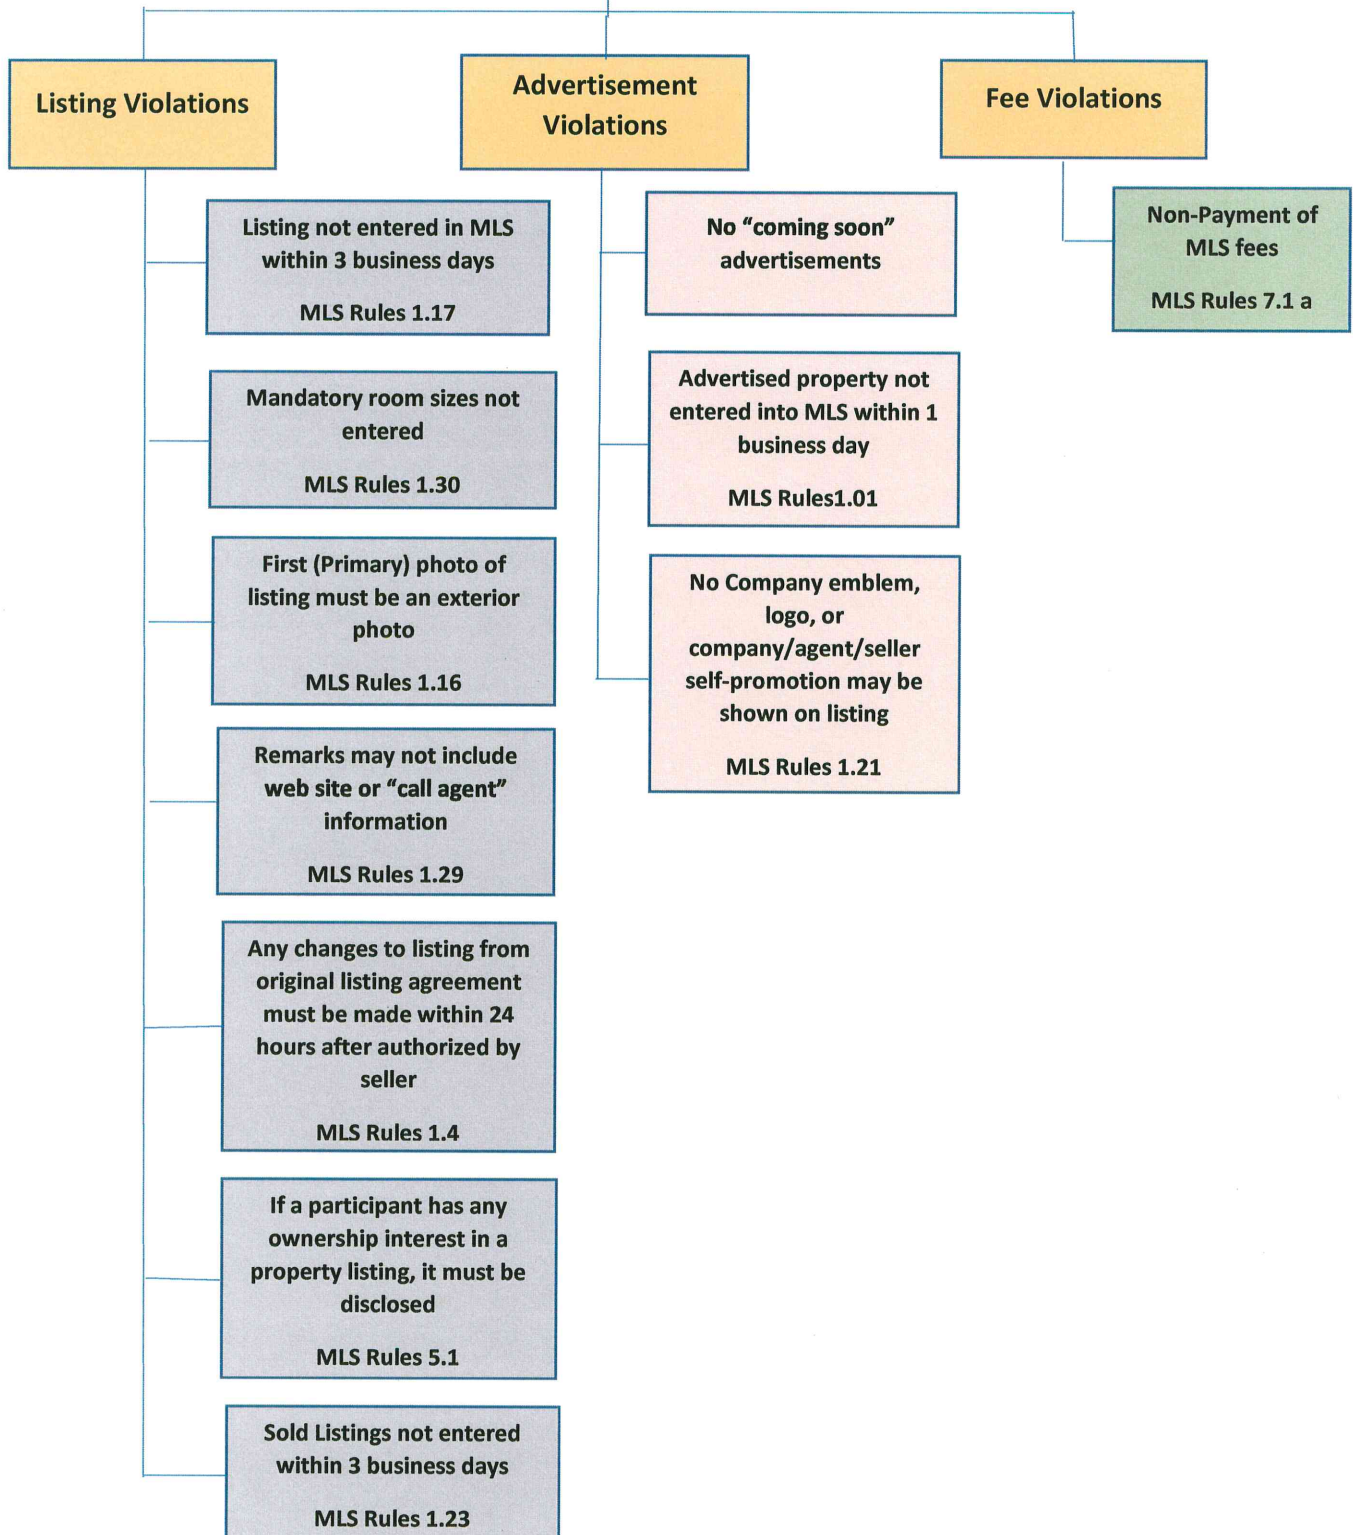 Listing Violations
Advertisement
Violations
Fee Violations
Listing not entered in MLS
within 3 business days
MLS Rules 1.17
Mandatory room sizes not
entered
MLS Rules 1.30
First (Primary) photo of
listing must be an exterior
photo
MLS Rules 1.16
Remarks may not include
web site or “call agent”
information
MLS Rules 1.29
Any changes to listing from
original listing agreement
must be made within 24
hours after authorized by
seller
MLS Rules 1.4
If a participant has any
ownership interest in a
property listing, it must be
disclosed
MLS Rules 5.1
Sold Listings not entered
within 3 business days
MLS Rules 1.23
No “coming soon”
advertisements
Advertised property not
entered into MLS within 1
business day
MLS Rules1.01
No Company emblem,
logo, or
company/agent/seller
self-promotion may be
shown on listing
MLS Rules 1.21
Non-Payment of
MLS fees
MLS Rules 7.1 a